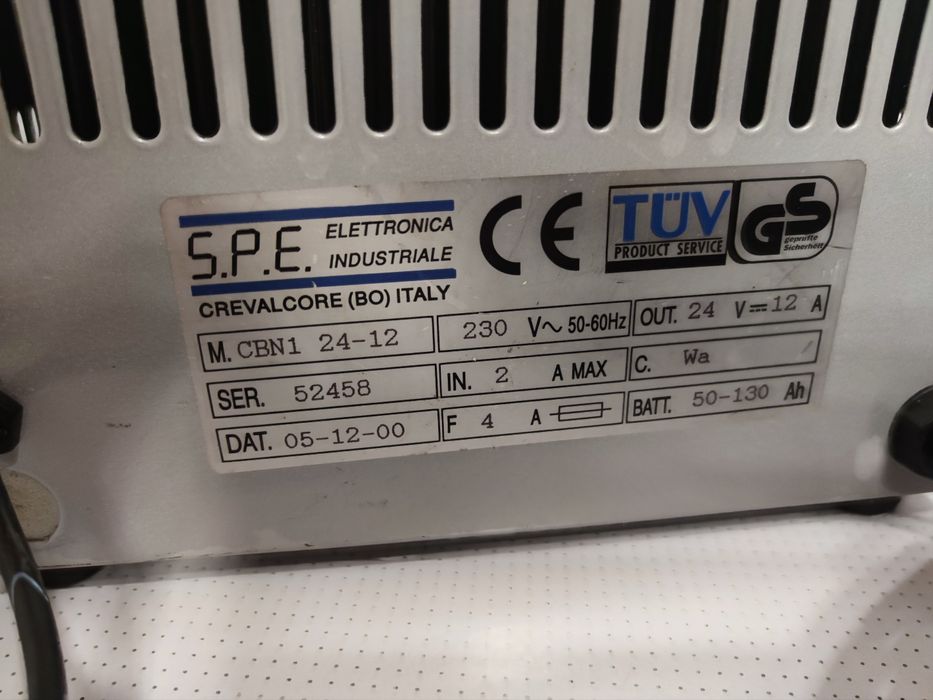 S.P.E. ELETTRONICA INDUSTRIALE
CREVALCORE (BO) ITALY
CE
TÜV
PRODUCT SERVICE
GS
geprüfte
Sicherheit
M. CBN1 24-12
230 V~ 50-60Hz
OUT. 24 V 12 A
SER. 52458
IN. 2 A MAX
C. Wa
DAT. 05-12-00
F 4 A
BATT. 50-130 Ah